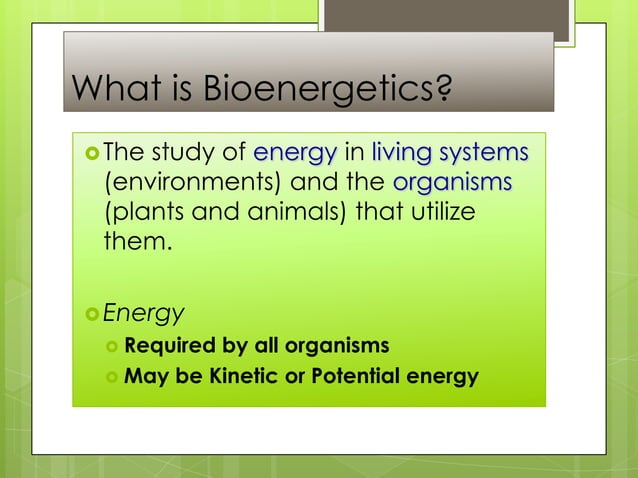 What is Bioenergetics?
The study of energy in living systems
(environments) and the organisms
(plants and animals) that utilize
them.
Energy
Required by all organisms
May be Kinetic or Potential energy